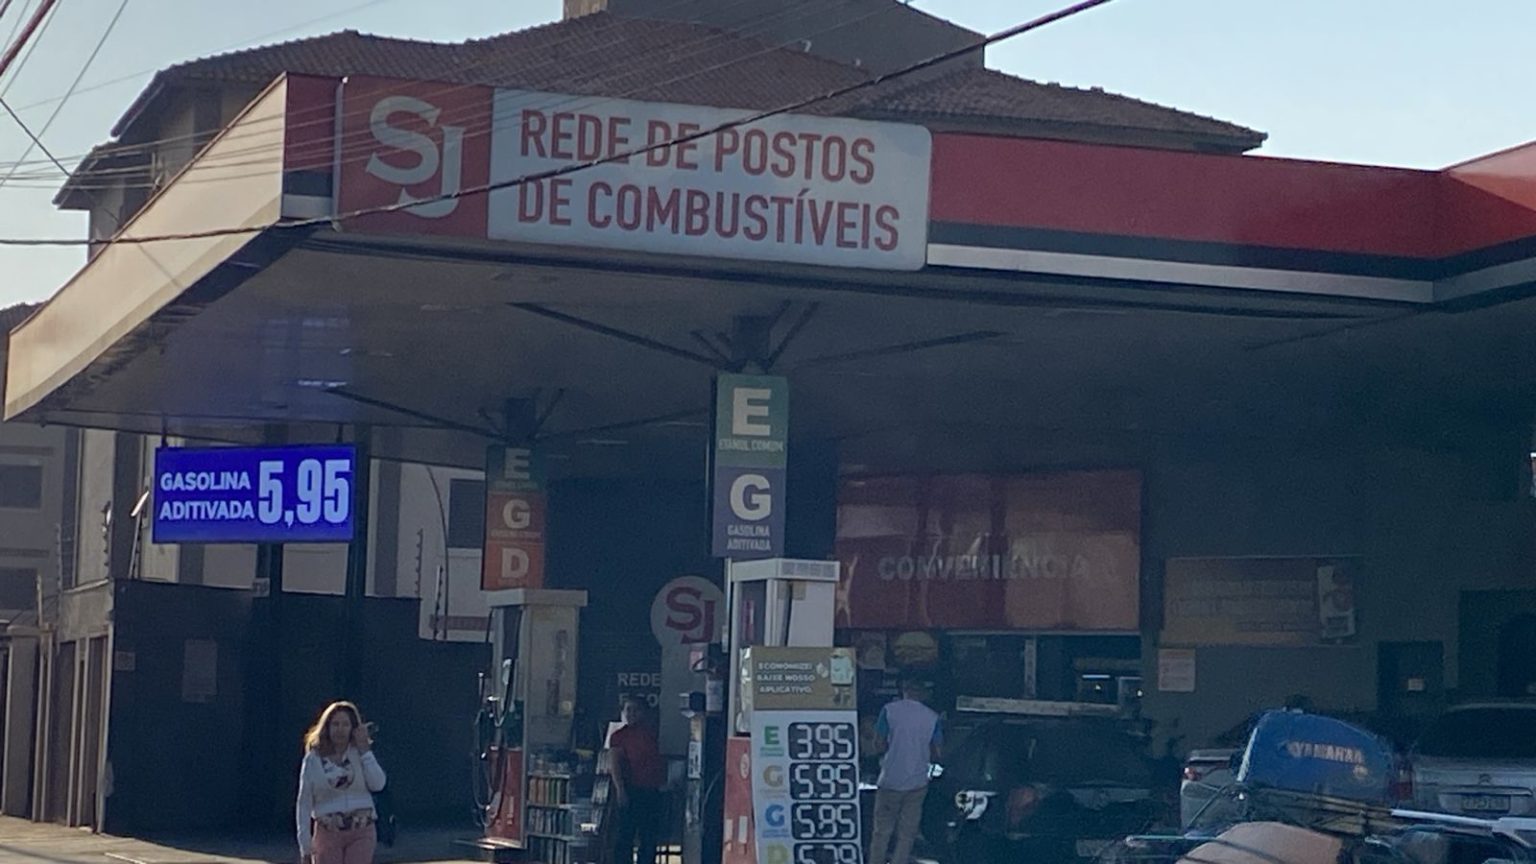 SJ
REDE DE POSTOS
DE COMBUSTÍVEIS
GASOLINA
ADITIVADA
5,95
E
G
D
E
ETANOL COMUM
G
GASOLINA
ADITIVADA
CONVENIÊNCIA
SJ
REDE
ECONOMIZE!
BAIXE NOSSO
APLICATIVO.
E 3.95
G 5.95
G 5.85
YAMAHA